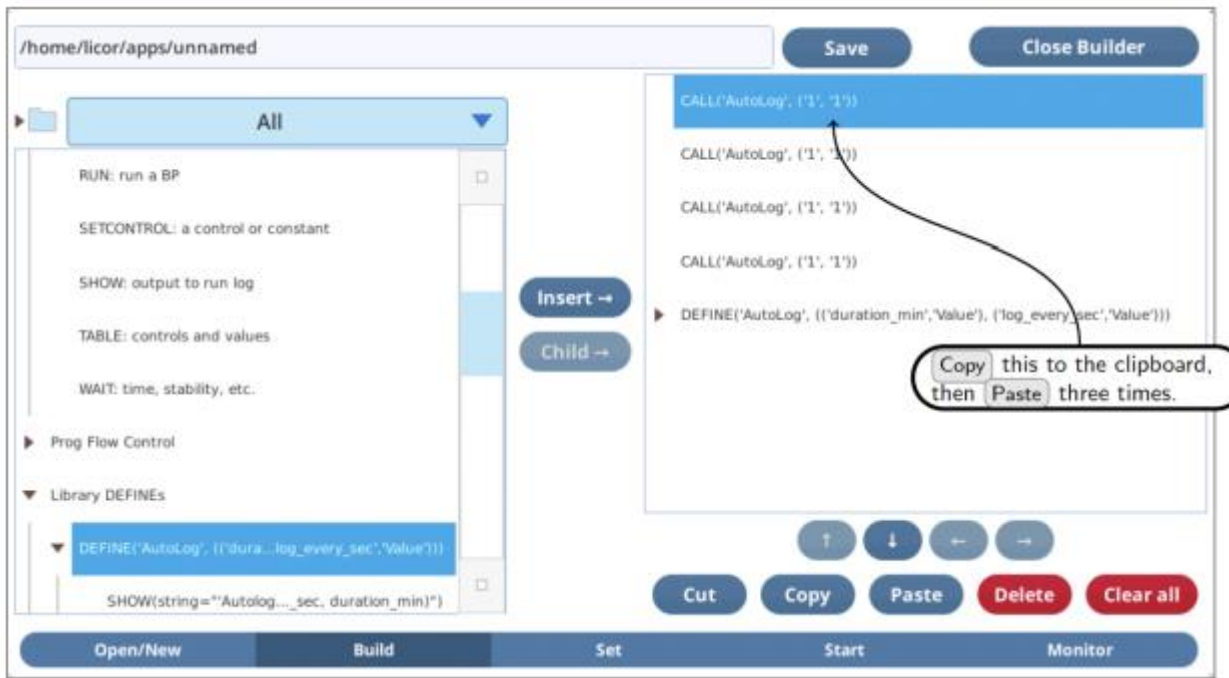 /home/licor/apps/unnamed
Save
Close Builder
All
RUN: run a BP
SETCONTROL: a control or constant
SHOW: output to run log
TABLE: controls and values
WAIT: time, stability, etc.
Prog Flow Control
Library DEFINEs
DEFINE('AutoLog', (('dura...log_every_sec','Value')))
SHOW(string="'Autolog..._sec, duration_min)")
Insert →
Child →
CALL('AutoLog', ('1', '1'))
CALL('AutoLog', ('1', '1'))
CALL('AutoLog', ('1', '1'))
CALL('AutoLog', ('1', '1'))
DEFINE('AutoLog', (('duration_min','Value'), ('log_every_sec','Value')))
Copy this to the clipboard,
then Paste three times.
↑ ↓ ← →
Cut Copy Paste Delete Clear all
Open/New Build Set Start Monitor